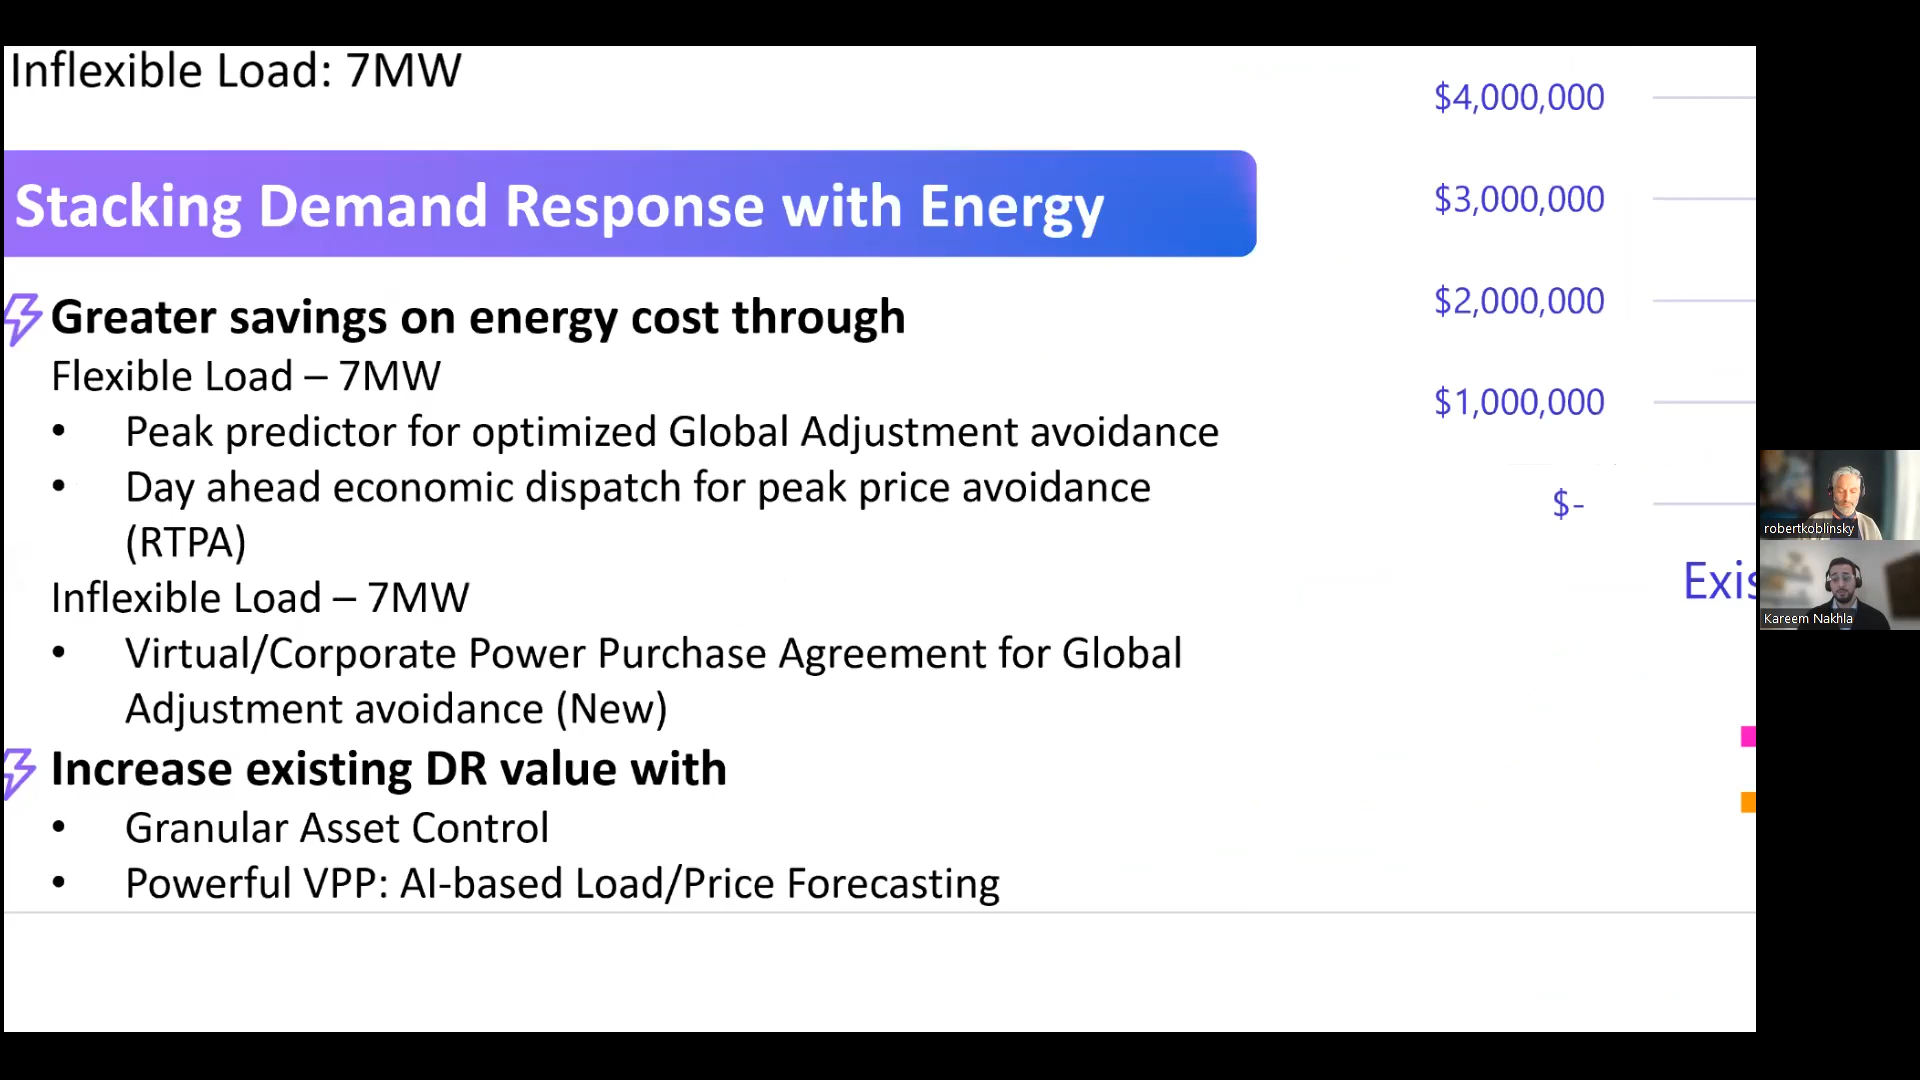 Inflexible Load: 7MW
Stacking Demand Response with Energy
Greater savings on energy cost through
Flexible Load – 7MW
• Peak predictor for optimized Global Adjustment avoidance
• Day ahead economic dispatch for peak price avoidance
(RTPA)
Inflexible Load – 7MW
• Virtual/Corporate Power Purchase Agreement for Global
Adjustment avoidance (New)
Increase existing DR value with
• Granular Asset Control
• Powerful VPP: AI-based Load/Price Forecasting
$4,000,000
$3,000,000
$2,000,000
$1,000,000
$-
Exis
robertkoblinsky
Kareem Nakhla